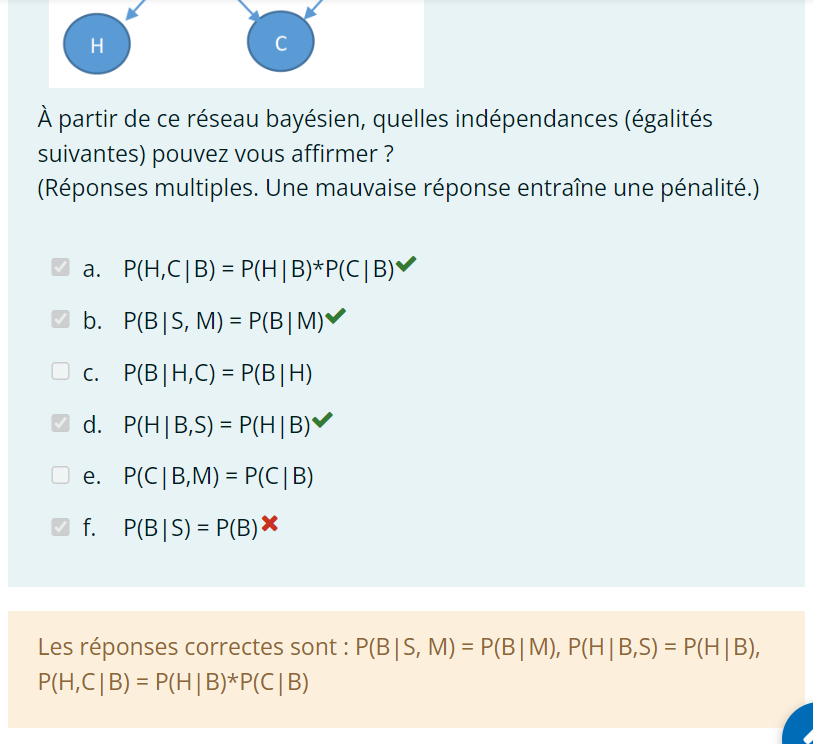 H
C
À partir de ce réseau bayésien, quelles indépendances (égalités
suivantes) pouvez vous affirmer ?
(Réponses multiples. Une mauvaise réponse entraîne une pénalité.)
a. P(H,C|B) = P(H|B)*P(C|B)
b. P(B|S, M) = P(B|M)
c. P(B|H,C) = P(B|H)
d. P(H|B,S) = P(H|B)
e. P(C|B,M) = P(C|B)
f. P(B|S) = P(B)
Les réponses correctes sont : P(B|S, M) = P(B|M), P(H|B,S) = P(H|B),
P(H,C|B) = P(H|B)*P(C|B)